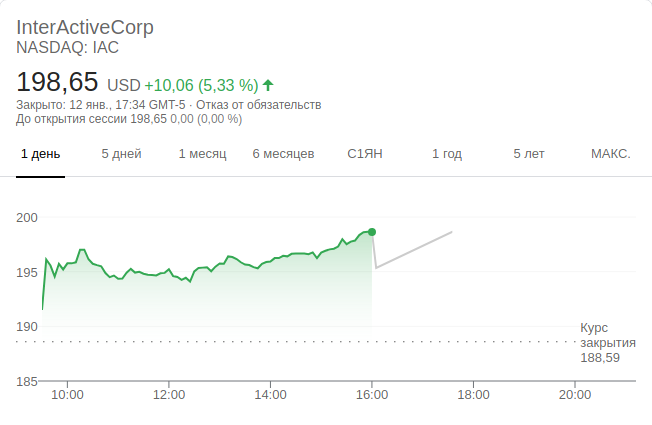 InterActiveCorp
NASDAQ: IAC
198,65 USD +10,06 (5,33 %)
Закрыто: 12 янв., 17:34 GMT-5 · Отказ от обязательств
До открытия сессии 198,65 0,00 (0,00 %)
1 день 5 дней 1 месяц 6 месяцев С1ЯН 1 год 5 лет МАКС.
200
195
190
Курс
закрытия
188,59
185
10:00 12:00 14:00 16:00 18:00 20:00